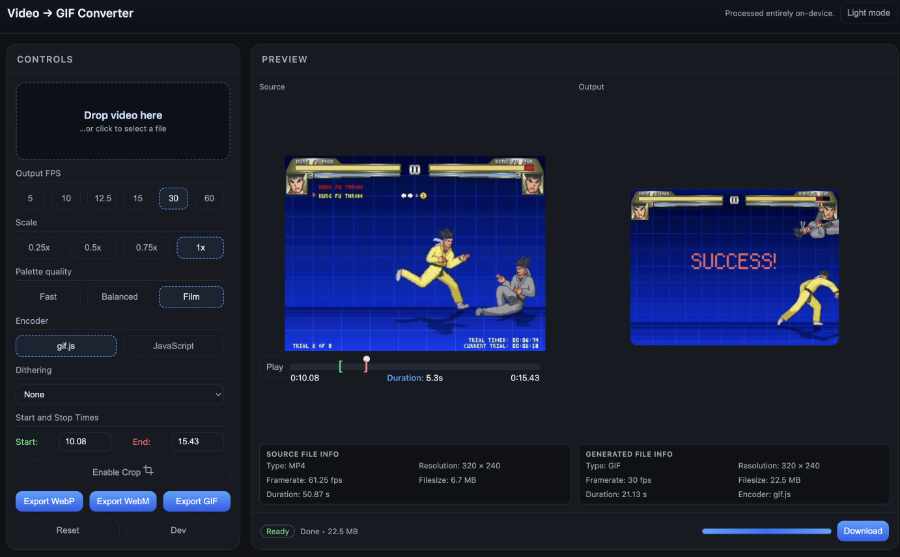 Video → GIF Converter
Processed entirely on-device.
Light mode
CONTROLS
Drop video here
...or click to select a file
Output FPS
5 10 12.5 15 30 60
Scale
0.25x 0.5x 0.75x 1x
Palette quality
Fast Balanced Film
Encoder
gif.js JavaScript
Dithering
None
Start and Stop Times
Start: 10.08 End: 15.43
Enable Crop
Export WebP Export WebM Export GIF
Reset Dev
PREVIEW
Source
KUNG FU THROW
KUNG FU THROW
TRIAL 2 OF 8
Play
0:10.08 Duration: 5.3s 0:15.43
Output
SUCCESS!
SOURCE FILE INFO
Type: MP4 Resolution: 320 × 240
Framerate: 61.25 fps Filesize: 6.7 MB
Duration: 50.87 s
GENERATED FILE INFO
Type: GIF Resolution: 320 × 240
Framerate: 30 fps Filesize: 22.5 MB
Duration: 21.13 s Encoder: gif.js
Ready Done • 22.5 MB
Download